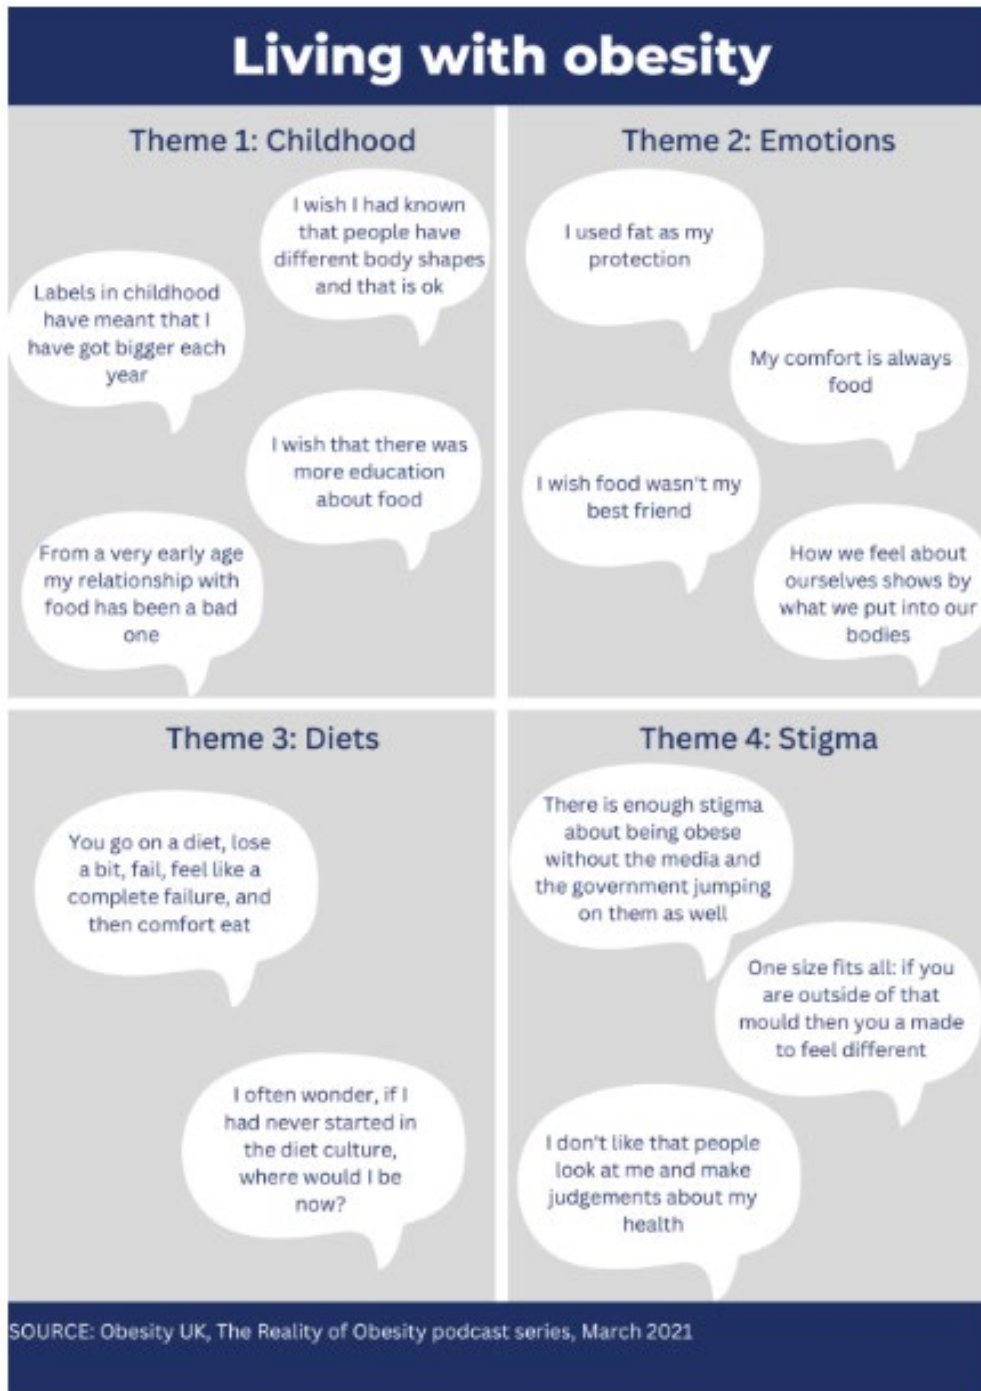 Living with obesity
Theme 1: Childhood
I wish I had known
that people have
different body shapes
and that is ok
Labels in childhood
have meant that I
have got bigger each
year
I wish that there was
more education
about food
From a very early age
my relationship with
food has been a bad
one
Theme 2: Emotions
I used fat as my
protection
My comfort is always
food
I wish food wasn't my
best friend
How we feel about
ourselves shows by
what we put into our
bodies
Theme 3: Diets
You go on a diet, lose
a bit, fail, feel like a
complete failure, and
then comfort eat
I often wonder, if I
had never started in
the diet culture,
where would I be
now?
Theme 4: Stigma
There is enough stigma
about being obese
without the media and
the government jumping
on them as well
One size fits all: if you
are outside of that
mould then you a made
to feel different
I don't like that people
look at me and make
judgements about my
health
SOURCE: Obesity UK, The Reality of Obesity podcast series, March 2021